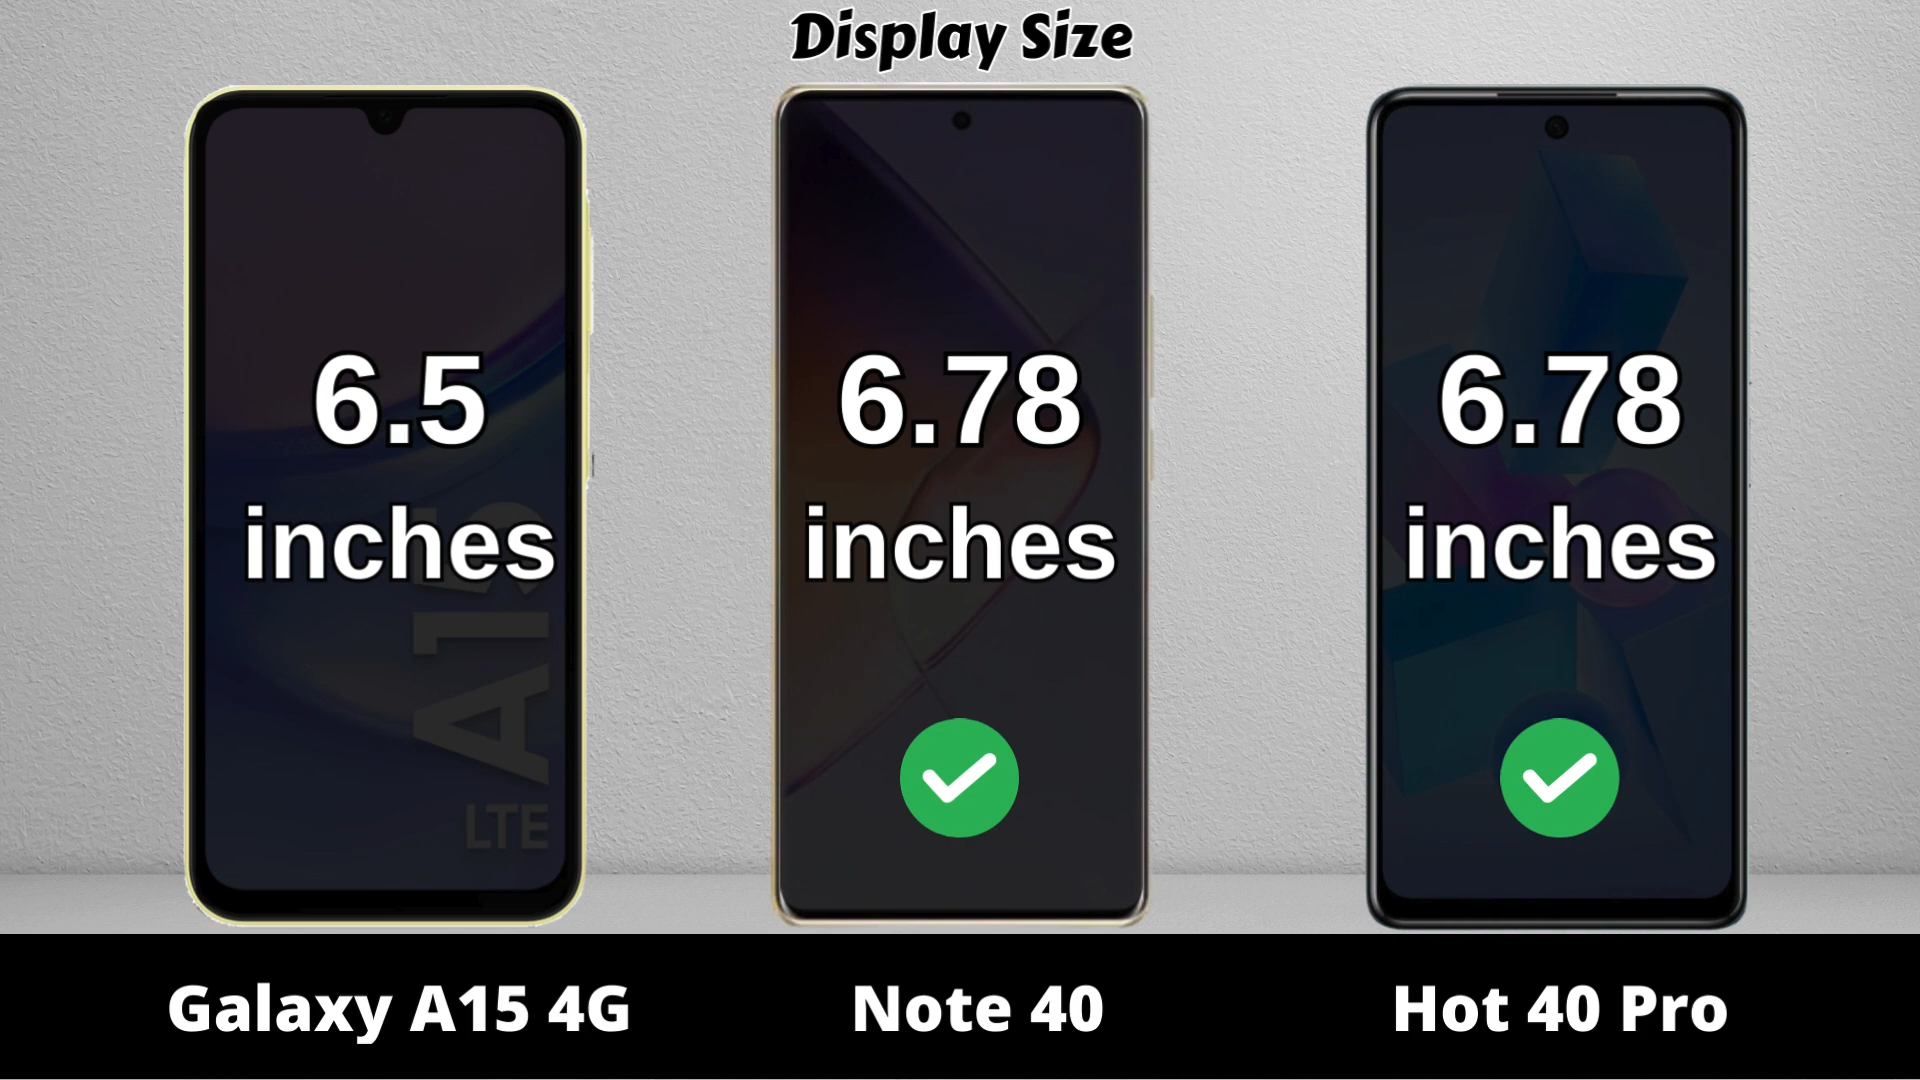 Display Size
6.5
inches
A15
LTE
6.78
inches
6.78
inches
Galaxy A15 4G
Note 40
Hot 40 Pro